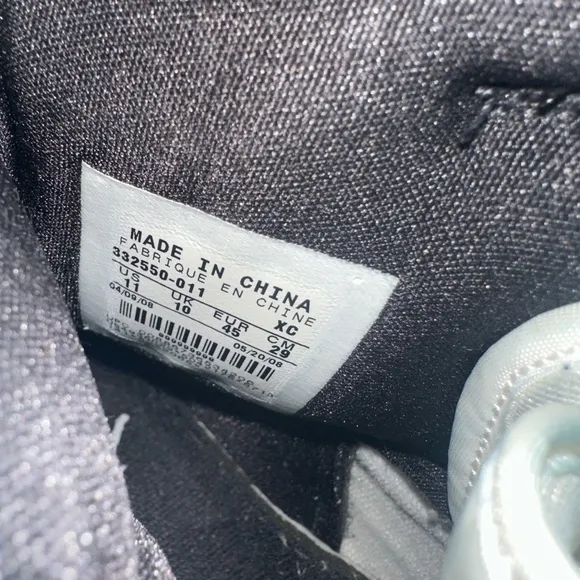 MADE IN CHINA
FABRIQUE EN CHINE
332550-011 XC
US UK EUR CM
11 10 45 29
04/09/08 05/20/08